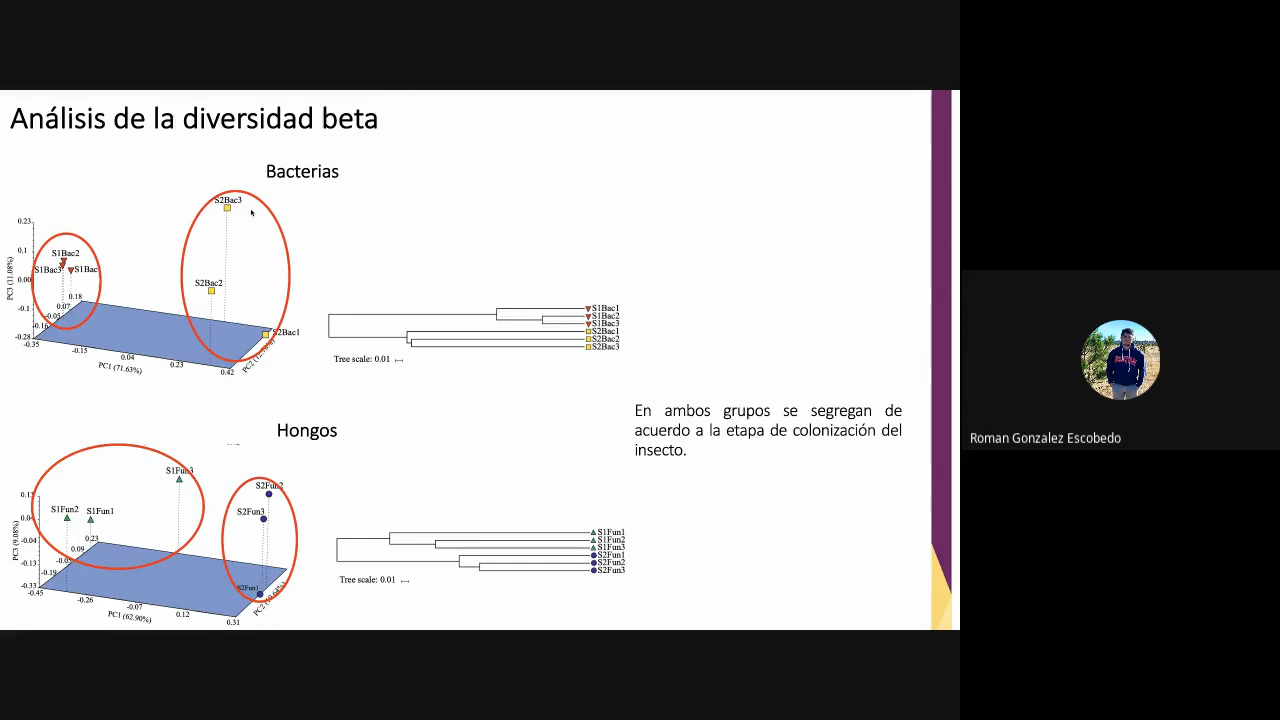 Análisis de la diversidad beta
Bacterias
S2Bac3
0.23
S1Bac2
0.1
S1Bac3
S1Bac
S2Bac2
0.00
PC3 (11.08%)
0.18
0.07
-0.1
-0.05
-0.16
-0.28
S2Bac1
-0.35
-0.15
0.04
0.23
0.42
PC1 (71.63%)
S1Bac1
S1Bac2
S1Bac3
S2Bac1
S2Bac2
S2Bac3
Tree scale: 0.01
En ambos grupos se segregan de
acuerdo a la etapa de colonización del
insecto.
Hongos
S1Fun3
S2Fun2
0.13
S1Fun2
S1Fun1
S2Fun3
PC3 (9.08%)
-0.04
0.23
0.09
-0.13
-0.19
-0.33
S2Fun1
-0.45
-0.26
-0.07
0.12
0.31
PC1 (62.90%)
S1Fun1
S1Fun2
S1Fun3
S2Fun1
S2Fun2
S2Fun3
Tree scale: 0.01
Roman Gonzalez Escobedo